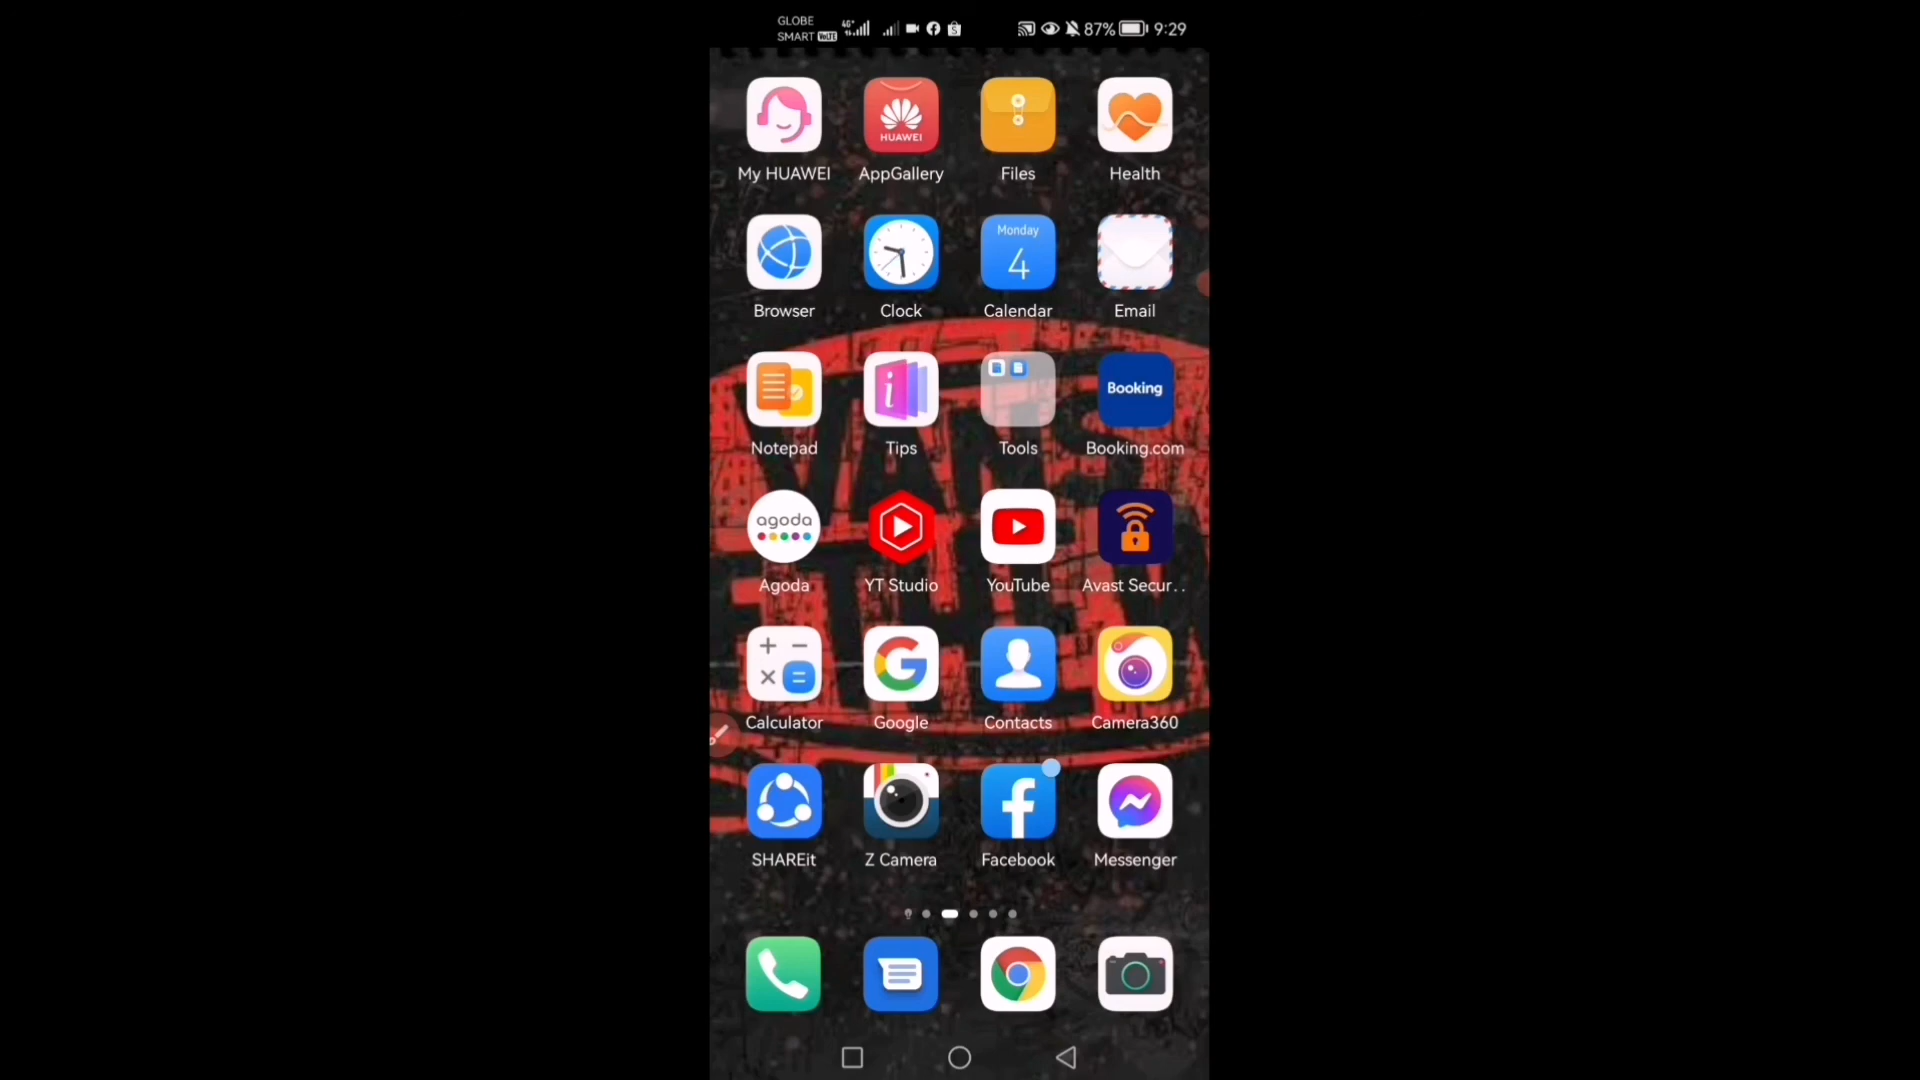 GLOBE
SMART VoLTE 4G+ 87% 9:29
HUAWEI
My HUAWEI AppGallery Files Health
Monday
4
Browser Clock Calendar Email
i Booking
Notepad Tips Tools Booking.com
agoda
Agoda YT Studio YouTube Avast Secur..
Calculator Google Contacts Camera360
SHAREit Z Camera Facebook Messenger